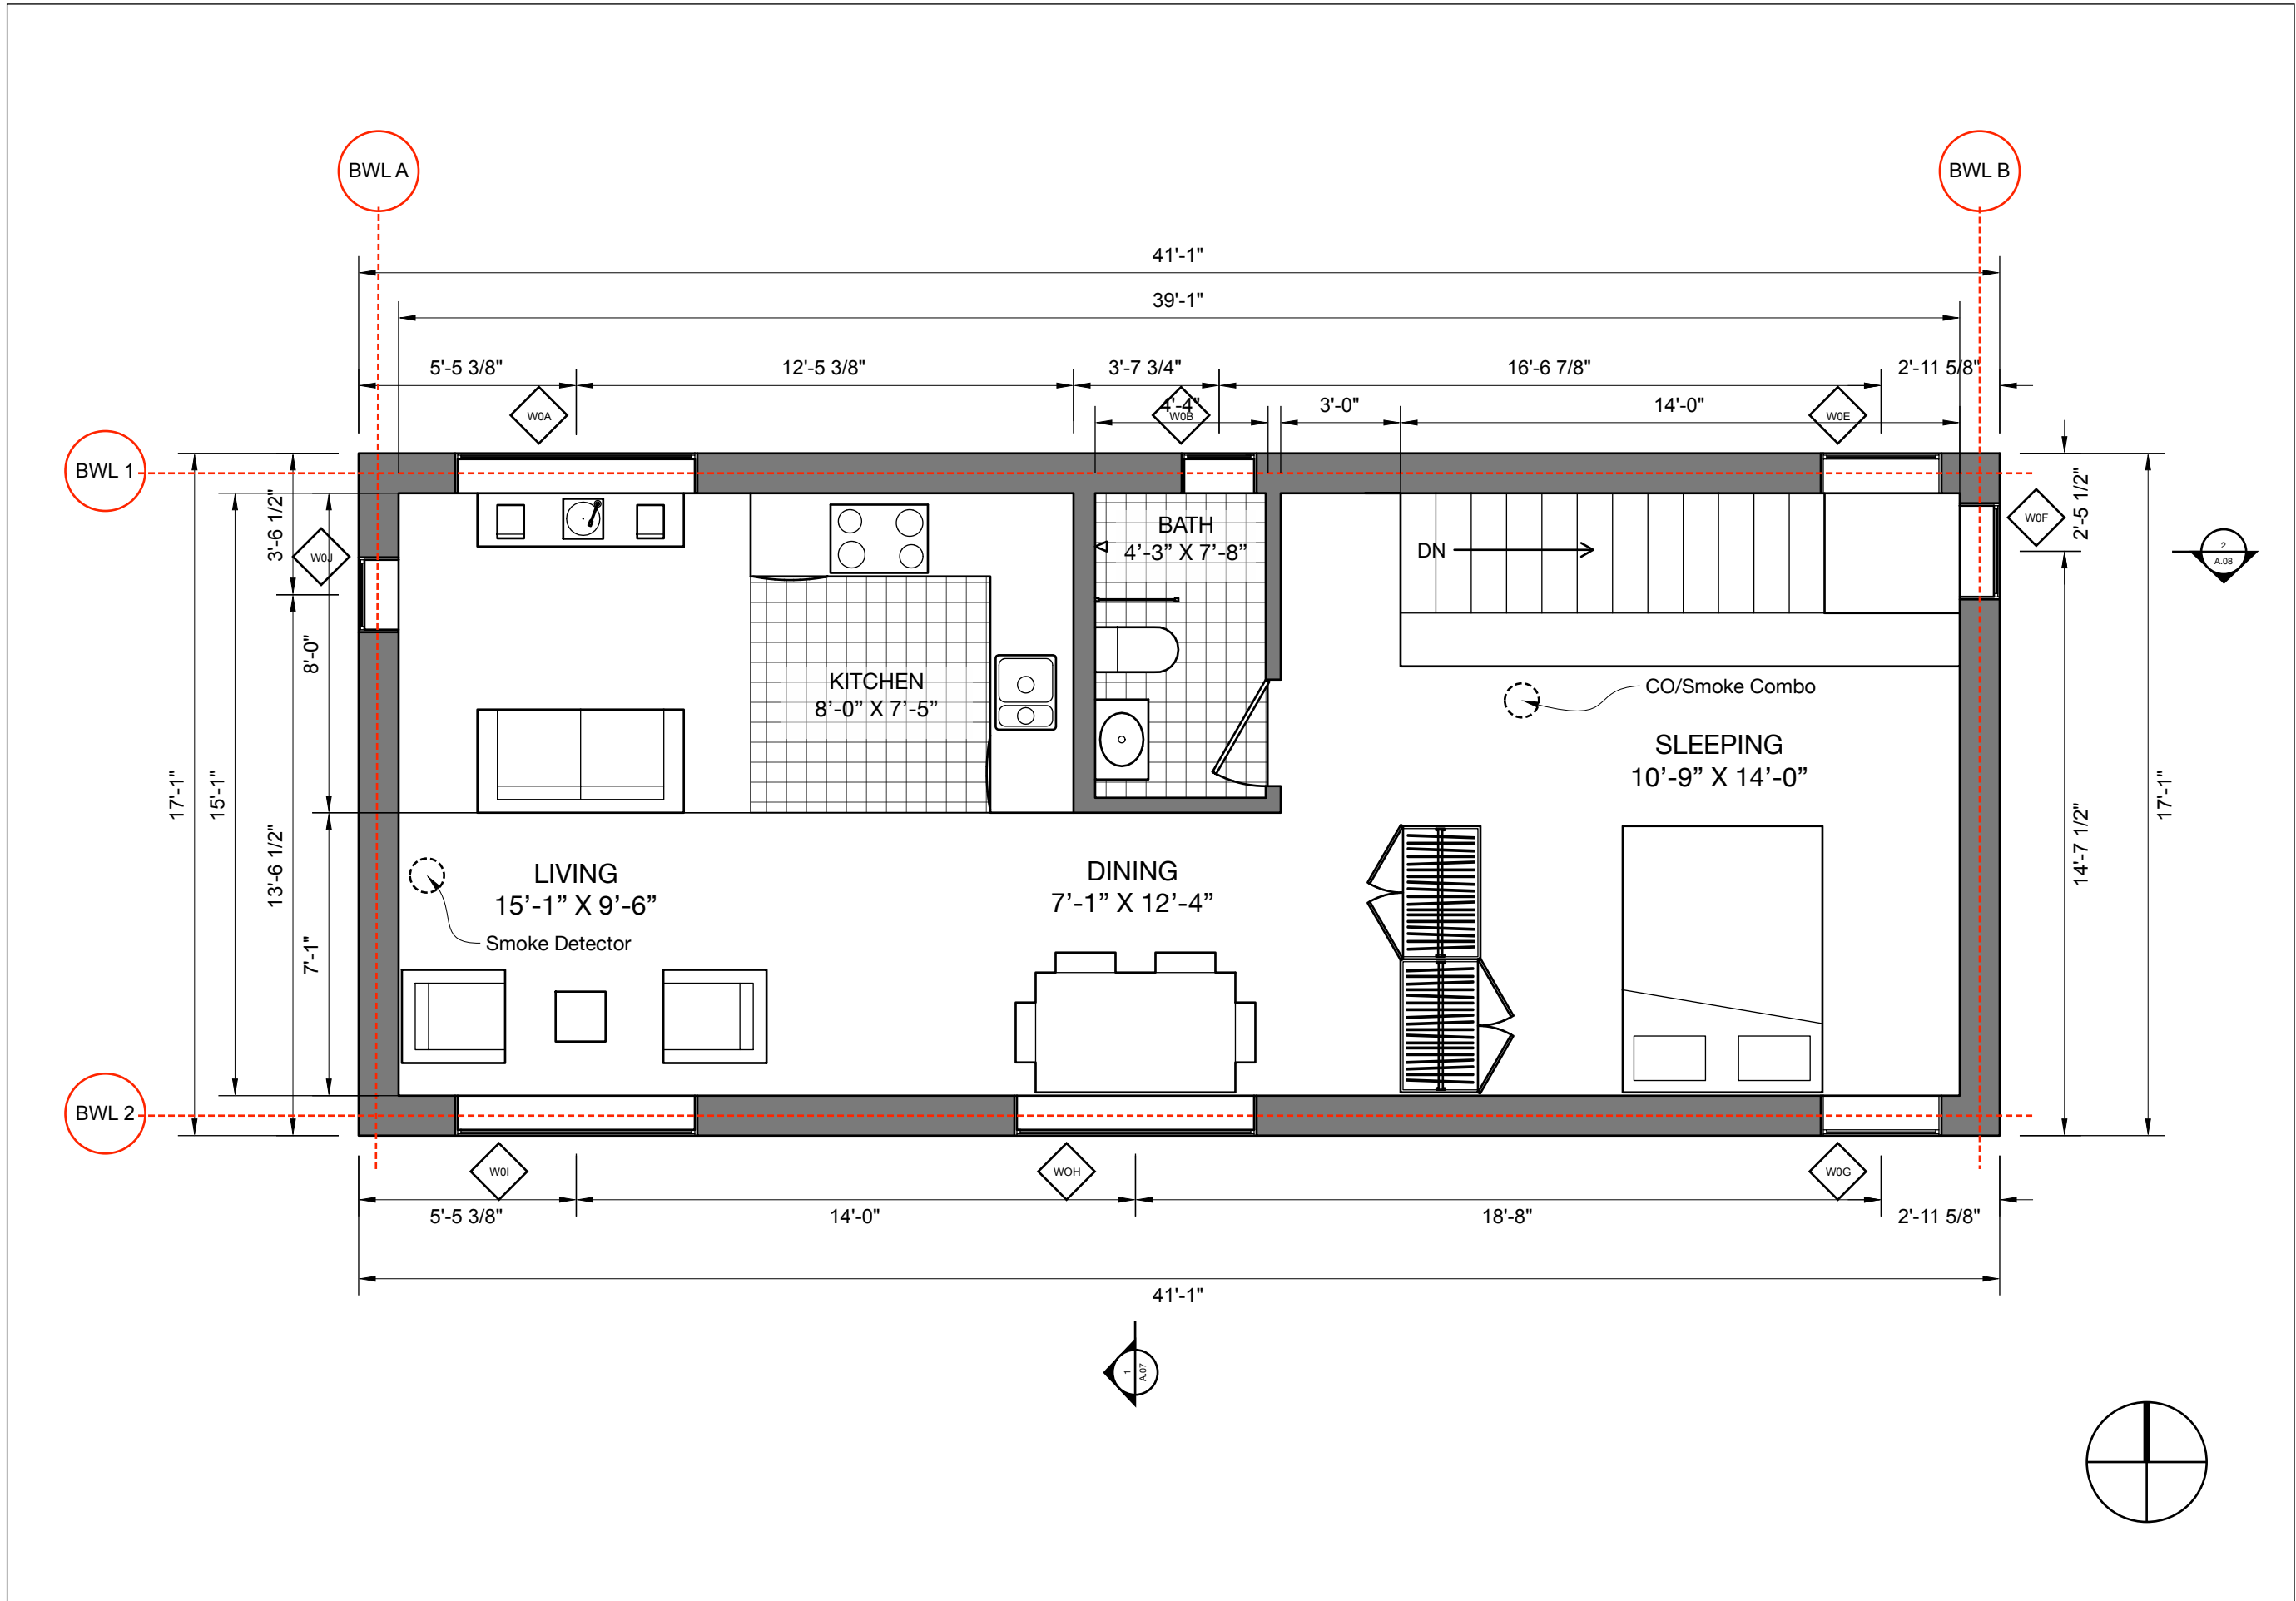 BWL A
BWL B
41'-1"
39'-1"
5'-5 3/8"
12'-5 3/8"
3'-7 3/4"
16'-6 7/8"
2'-11 5/8"
W0A
4'-4"
W0B
3'-0"
14'-0"
W0E
BWL 1
3'-6 1/2"
W0J
8'-0"
17'-1"
15'-1"
13'-6 1/2"
7'-1"
BATH
4’-3” X 7’-8”
DN
W0F
2'-5 1/2"
2
A.08
KITCHEN
8’-0” X 7’-5”
CO/Smoke Combo
SLEEPING
10’-9” X 14’-0”
14'-7 1/2"
17'-1"
LIVING
15’-1” X 9’-6”
Smoke Detector
DINING
7’-1” X 12’-4”
BWL 2
W0I
WOH
W0G
5'-5 3/8"
14'-0"
18'-8"
2'-11 5/8"
41'-1"
1
A.07